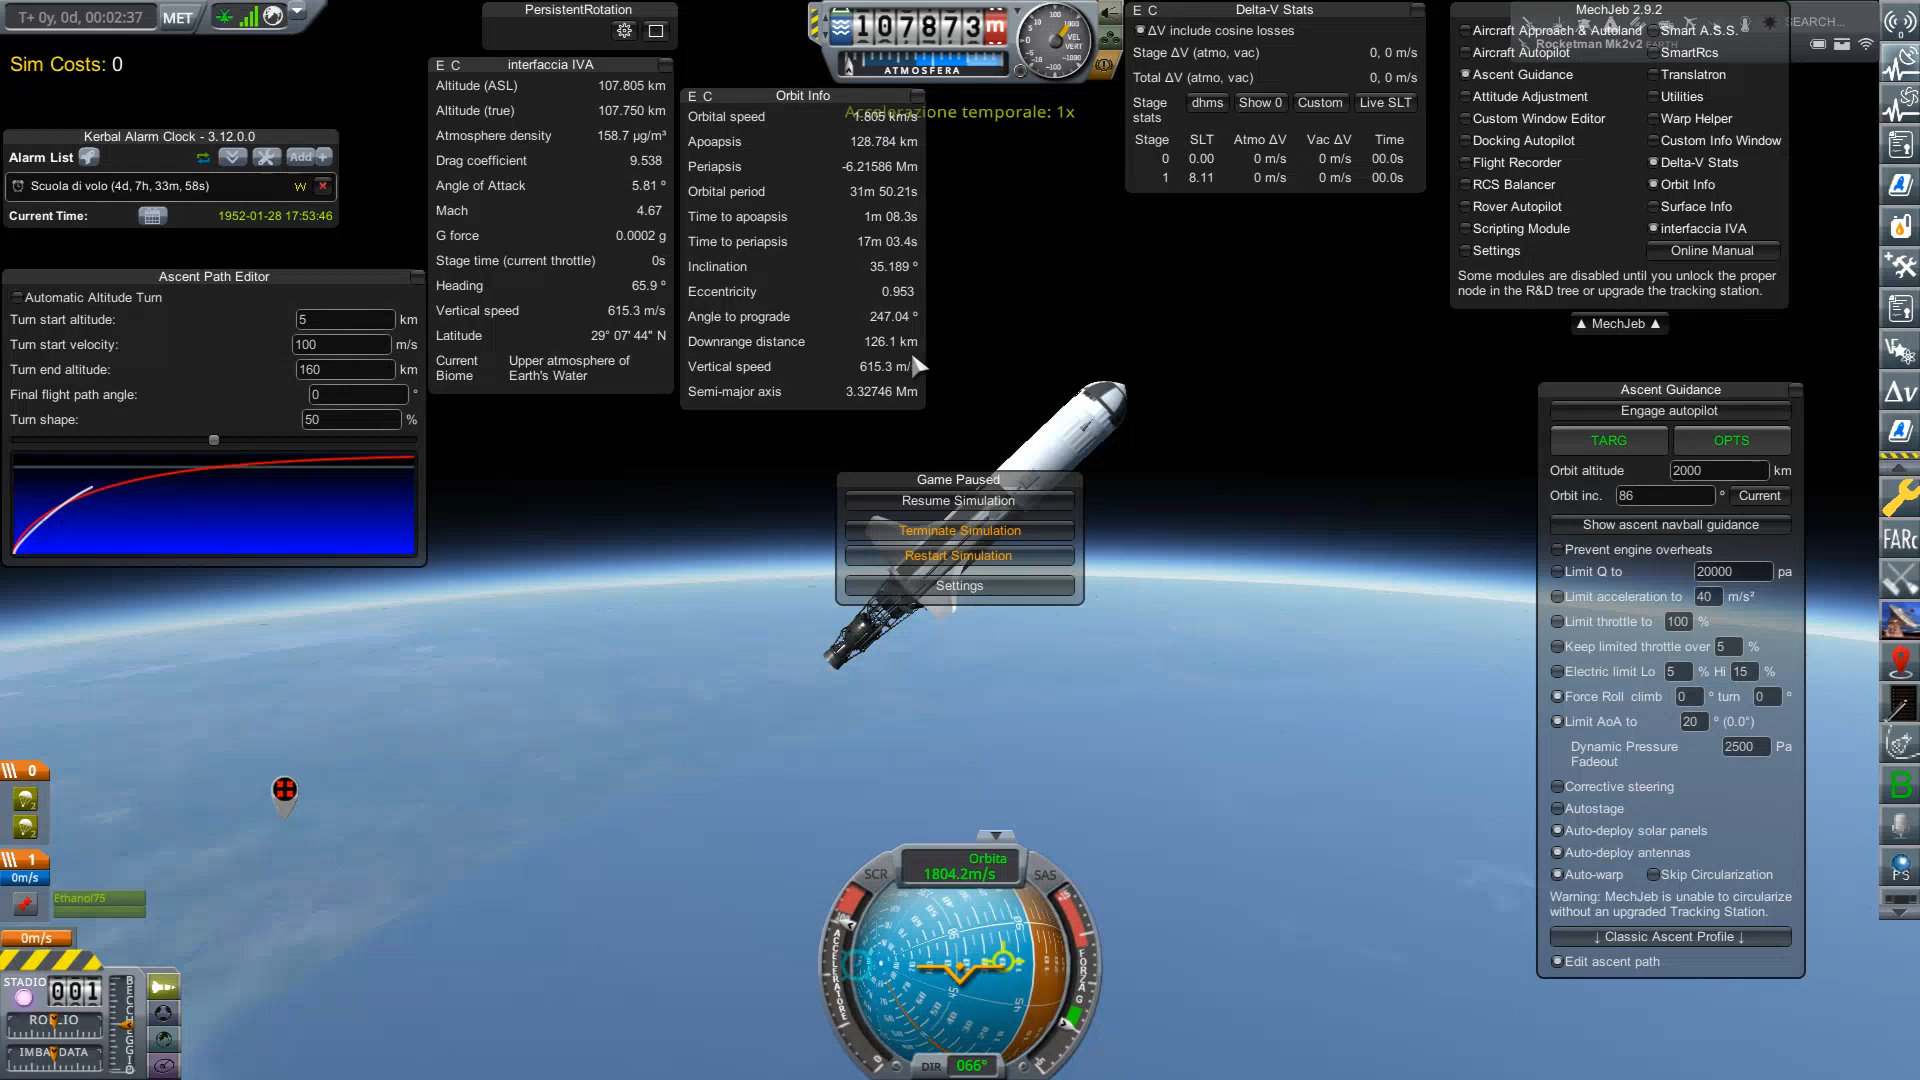 T+ 0y, 0d, 00:02:37 MET
Sim Costs: 0
Kerbal Alarm Clock - 3.12.0.0
Alarm List
Add +
Scuola di volo (4d, 7h, 33m, 58s) W X
Current Time: 1952-01-28 17:53:46
Ascent Path Editor
Automatic Altitude Turn
Turn start altitude: 5 km
Turn start velocity: 100 m/s
Turn end altitude: 160 km
Final flight path angle: 0 °
Turn shape: 50 %
PersistentRotation
E C interfaccia IVA
Altitude (ASL) 107.805 km
Altitude (true) 107.750 km
Atmosphere density 158.7 µg/m³
Drag coefficient 9.538
Angle of Attack 5.81 º
Mach 4.67
G force 0.0002 g
Stage time (current throttle) 0s
Heading 65.9 º
Vertical speed 615.3 m/s
Latitude 29° 07' 44" N
Current Biome Upper atmosphere of Earth's Water
E C Orbit Info
Orbital speed 1.805 km/s
Apoapsis 128.784 km
Periapsis -6.21586 Mm
Orbital period 31m 50.21s
Time to apoapsis 1m 08.3s
Time to periapsis 17m 03.4s
Inclination 35.189 º
Eccentricity 0.953
Angle to prograde 247.04 º
Downrange distance 126.1 km
Vertical speed 615.3 m/
Semi-major axis 3.32746 Mm
107873 m
ATMOSFERA
VEL VERT
Accelerazione temporale: 1x
E C Delta-V Stats
ΔV include cosine losses
Stage ΔV (atmo, vac) 0, 0 m/s
Total ΔV (atmo, vac) 0, 0 m/s
Stage stats dhms Show 0 Custom Live SLT
Stage SLT Atmo ΔV Vac ΔV Time
0 0.00 0 m/s 0 m/s 00.0s
1 8.11 0 m/s 0 m/s 00.0s
MechJeb 2.9.2
SEARCH...
Rocketman Mk2v2 EARTH
Aircraft Approach & Autoland Smart A.S.S.
Aircraft Autopilot SmartRcs
Ascent Guidance Translatron
Attitude Adjustment Utilities
Custom Window Editor Warp Helper
Docking Autopilot Custom Info Window
Flight Recorder Delta-V Stats
RCS Balancer Orbit Info
Rover Autopilot Surface Info
Scripting Module interfaccia IVA
Settings Online Manual
Some modules are disabled until you unlock the proper
node in the R&D tree or upgrade the tracking station.
▲ MechJeb ▲
Game Paused
Resume Simulation
Terminate Simulation
Restart Simulation
Settings
Ascent Guidance
Engage autopilot
TARG OPTS
Orbit altitude 2000 km
Orbit inc. 86 ° Current
Show ascent navball guidance
Prevent engine overheats
Limit Q to 20000 pa
Limit acceleration to 40 m/s²
Limit throttle to 100 %
Keep limited throttle over 5 %
Electric limit Lo 5 % Hi 15 %
Force Roll climb 0 ° turn 0 °
Limit AoA to 20 º (0.0°)
Dynamic Pressure Fadeout 2500 Pa
Corrective steering
Autostage
Auto-deploy solar panels
Auto-deploy antennas
Auto-warp Skip Circularization
Warning: MechJeb is unable to circularize
without an upgraded Tracking Station.
↓ Classic Ascent Profile ↓
Edit ascent path
Δv
FARc
B
PS
0
2
2
1
0m/s
Ethanol75
0m/s
STADIO 001
ROLLIO
IMBARDATA
BECCHEGGIO
Orbita
1804.2m/s
SCR SAS
ACCELERATORE
FORZA G
DIR 066°